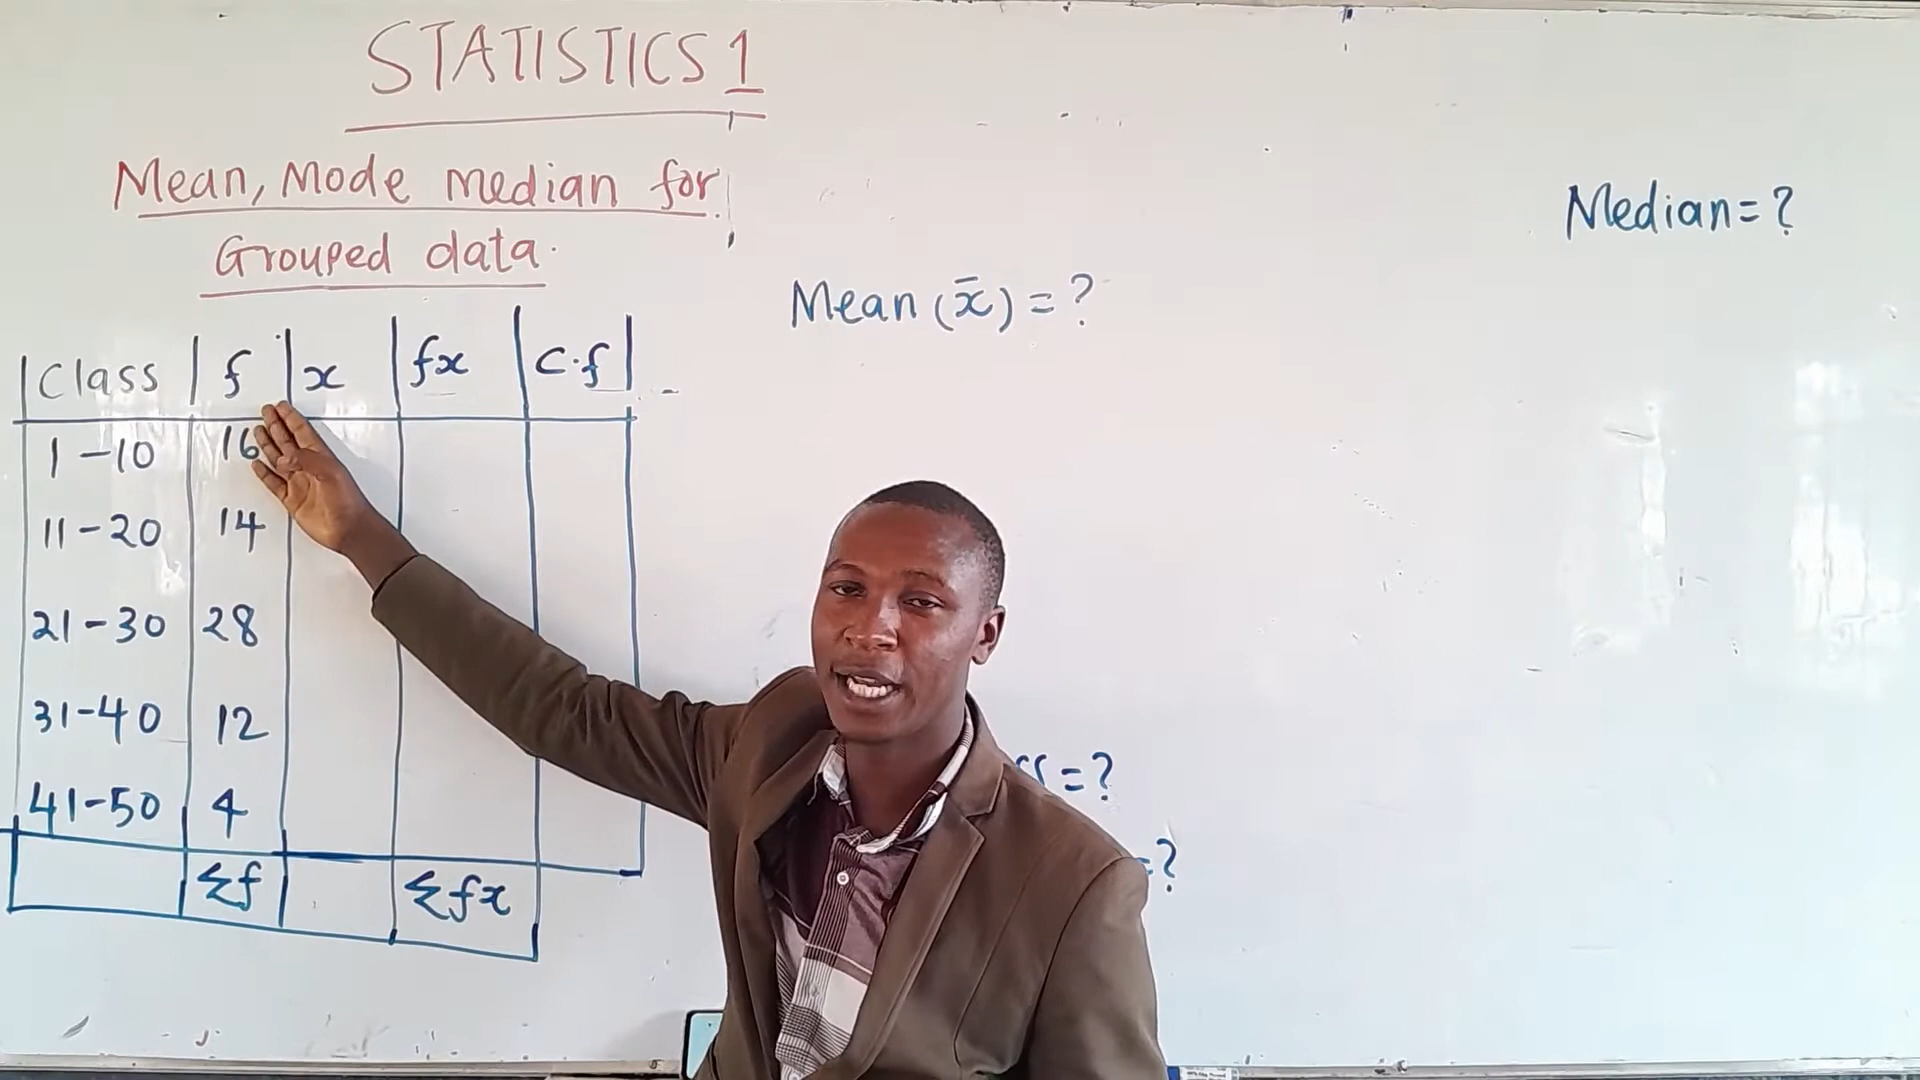 STATISTICS 1
Mean, Mode median for
Grouped data.
Class f x fx C.f
1-10 16
11-20 14
21-30 28
31-40 12
41-50 4
Σf Σfx
Mean (x̄) = ?
= ?
= ?
Median = ?